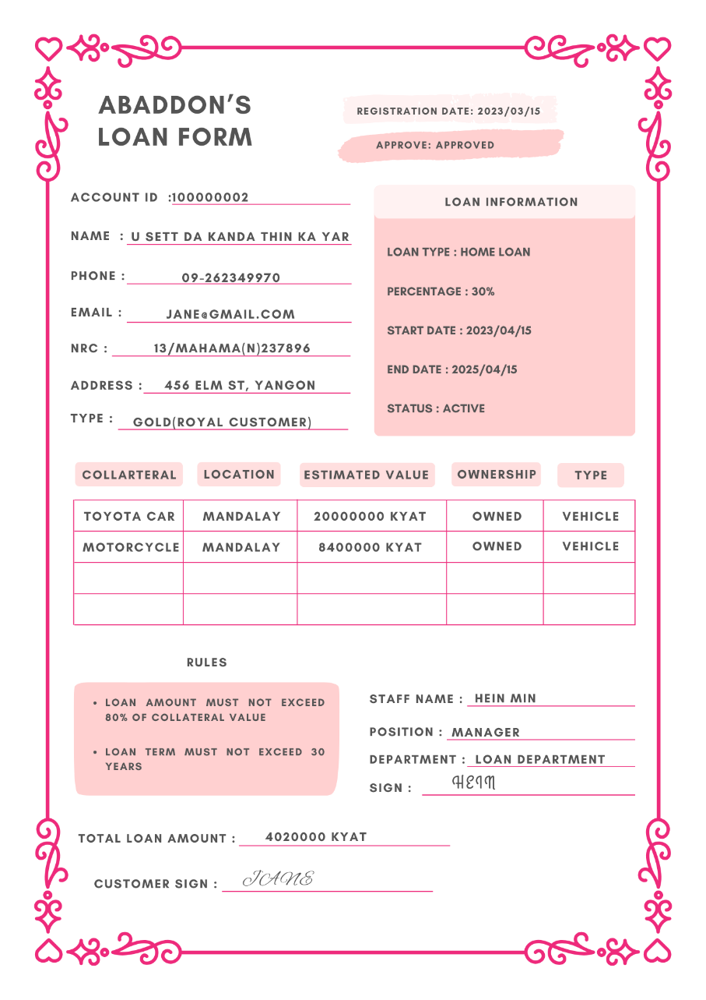 ABADDON'S
LOAN FORM
REGISTRATION DATE: 2023/03/15
APPROVE: APPROVED
ACCOUNT ID :100000002
NAME : U SETT DA KANDA THIN KA YAR
PHONE : 09-262349970
EMAIL : JANE@GMAIL.COM
NRC : 13/MAHAMA(N)237896
ADDRESS : 456 ELM ST, YANGON
TYPE : GOLD(ROYAL CUSTOMER)
LOAN INFORMATION
LOAN TYPE : HOME LOAN
PERCENTAGE : 30%
START DATE : 2023/04/15
END DATE : 2025/04/15
STATUS : ACTIVE
COLLARTERAL LOCATION ESTIMATED VALUE OWNERSHIP TYPE
TOYOTA CAR MANDALAY 20000000 KYAT OWNED VEHICLE
MOTORCYCLE MANDALAY 8400000 KYAT OWNED VEHICLE
RULES
• LOAN AMOUNT MUST NOT EXCEED
80% OF COLLATERAL VALUE
• LOAN TERM MUST NOT EXCEED 30
YEARS
STAFF NAME : HEIN MIN
POSITION : MANAGER
DEPARTMENT : LOAN DEPARTMENT
SIGN : HEIN
TOTAL LOAN AMOUNT : 4020000 KYAT
CUSTOMER SIGN : JANE